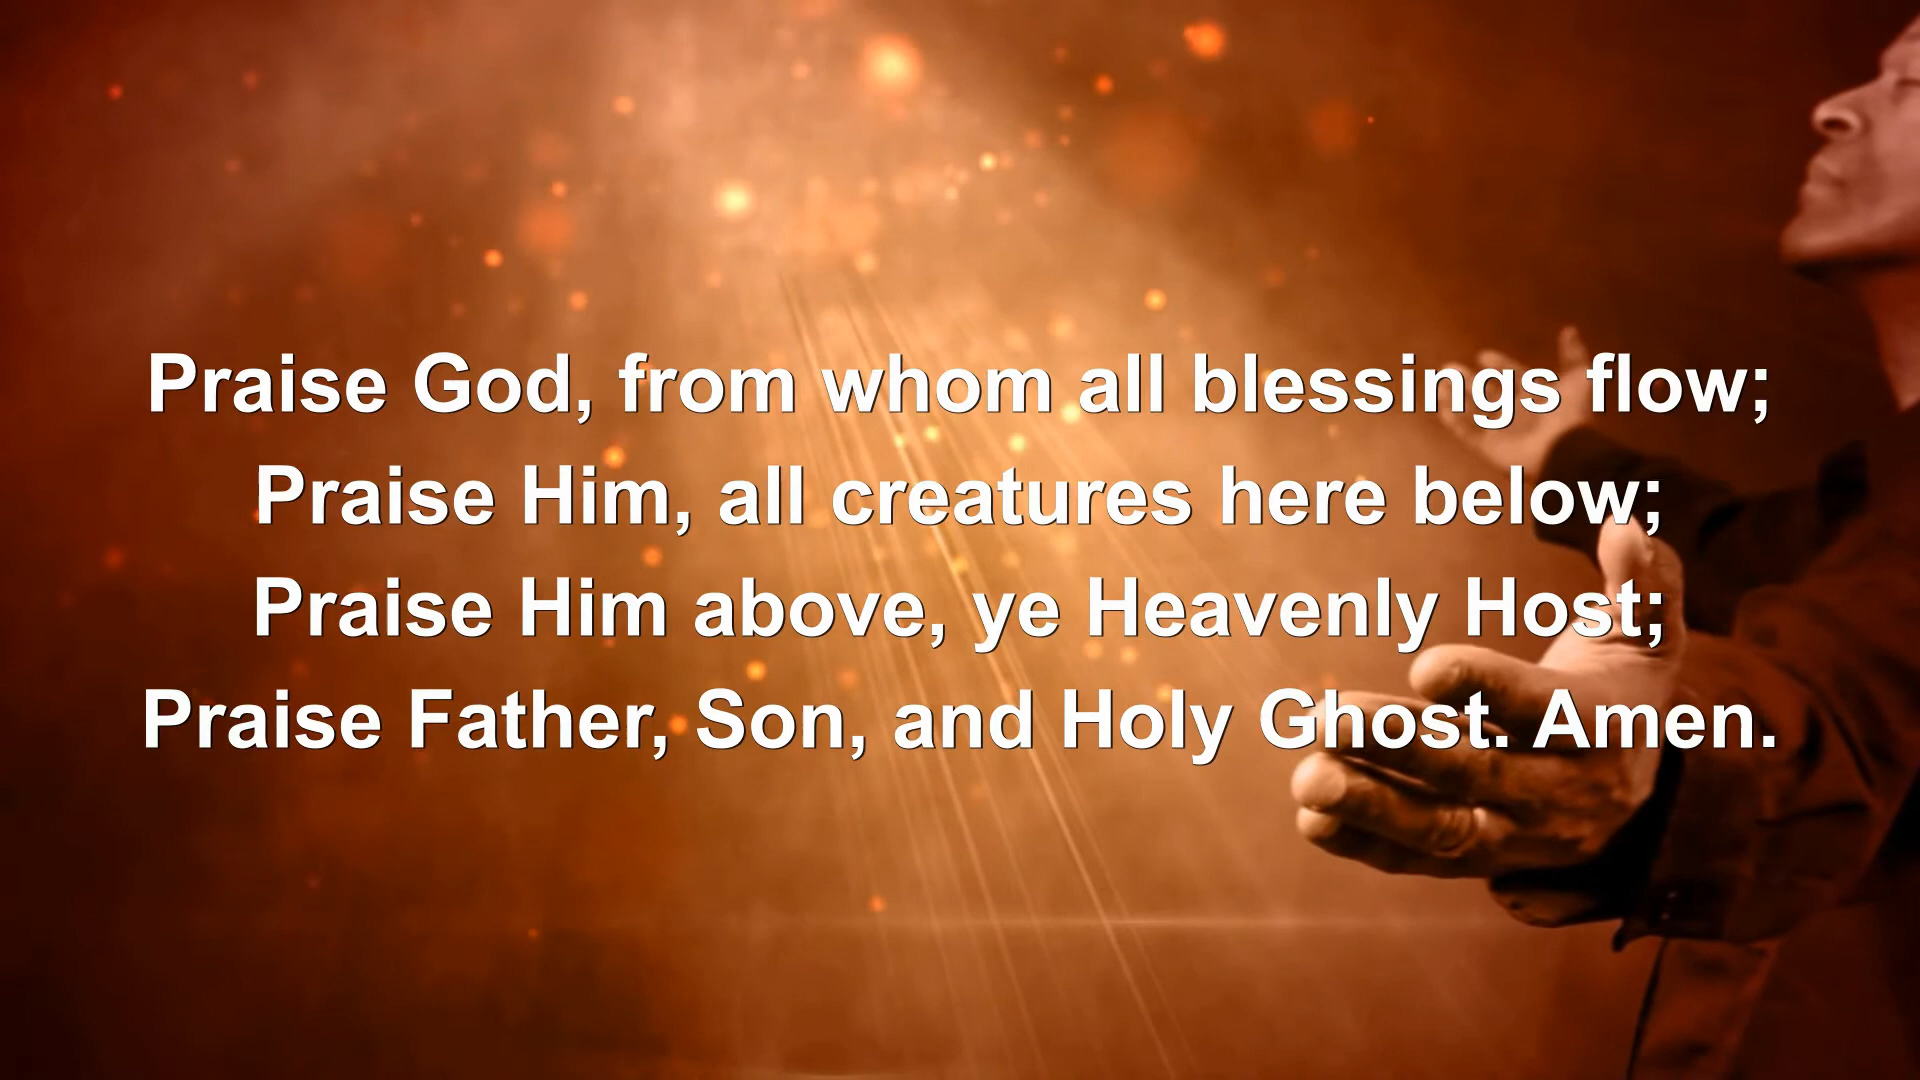 Praise God, from whom all blessings flow;
Praise Him, all creatures here below;
Praise Him above, ye Heavenly Host;
Praise Father, Son, and Holy Ghost. Amen.